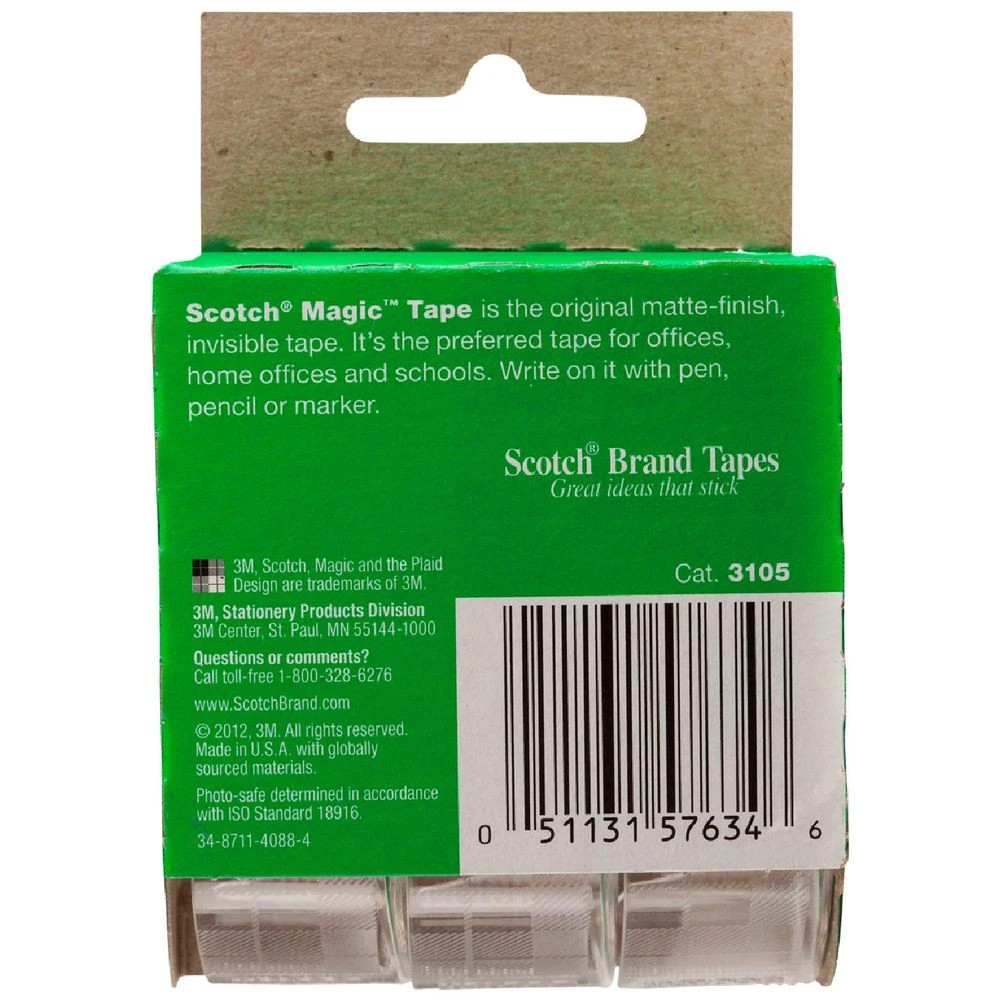 Scotch® Magic™ Tape is the original matte-finish,
invisible tape. It's the preferred tape for offices,
home offices and schools. Write on it with pen,
pencil or marker.
Scotch® Brand Tapes
Great ideas that stick
3M, Scotch, Magic and the Plaid
Design are trademarks of 3M.
3M, Stationery Products Division
3M Center, St. Paul, MN 55144-1000
Questions or comments?
Call toll-free 1-800-328-6276
www.ScotchBrand.com
© 2012, 3M. All rights reserved.
Made in U.S.A. with globally
sourced materials.
Photo-safe determined in accordance
with ISO Standard 18916.
34-8711-4088-4
Cat. 3105
0 51131 57634 6